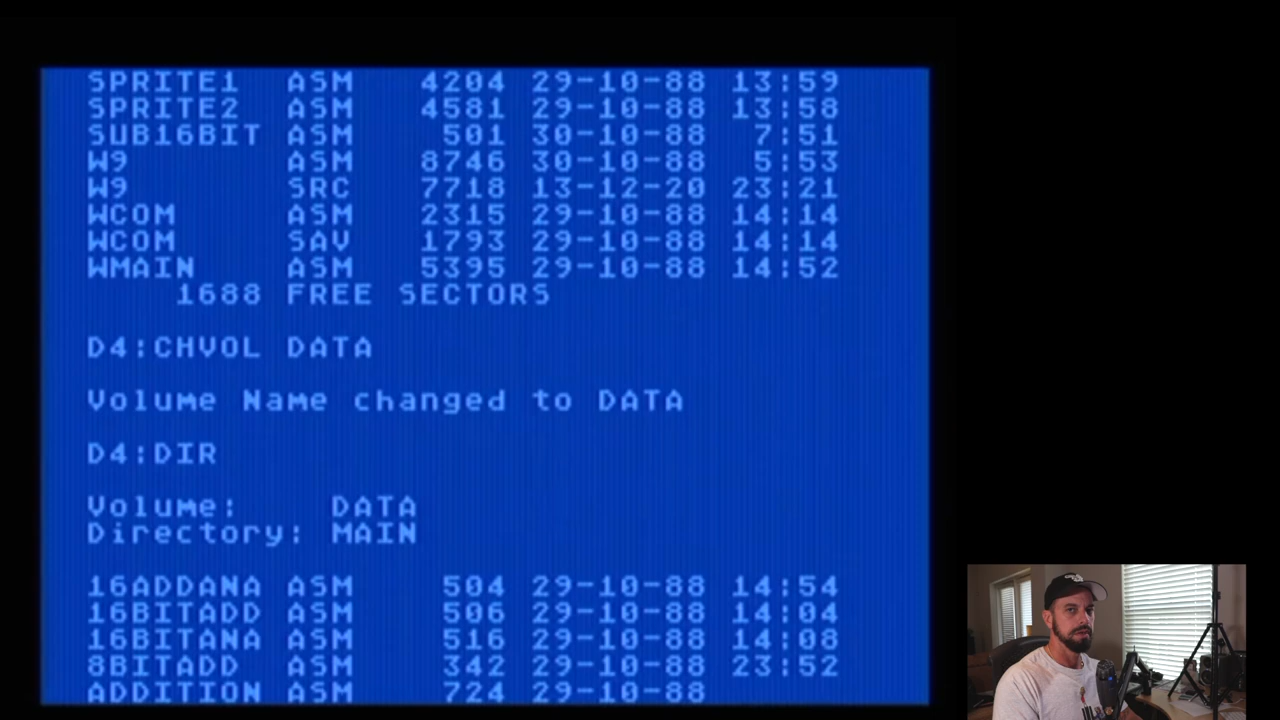 SPRITE1 ASM 4204 29-10-88 13:59
SPRITE2 ASM 4581 29-10-88 13:58
SUB16BIT ASM 501 30-10-88 7:51
W9 ASM 8746 30-10-88 5:53
W9 SRC 7718 13-12-20 23:21
WCOM ASM 2315 29-10-88 14:14
WCOM SAV 1793 29-10-88 14:14
WMAIN ASM 5395 29-10-88 14:52
1688 FREE SECTORS
D4:CHVOL DATA
Volume Name changed to DATA
D4:DIR
Volume: DATA
Directory: MAIN
16ADDANA ASM 504 29-10-88 14:54
16BITADD ASM 506 29-10-88 14:04
16BITANA ASM 516 29-10-88 14:08
8BITADD ASM 342 29-10-88 23:52
ADDITION ASM 724 29-10-88